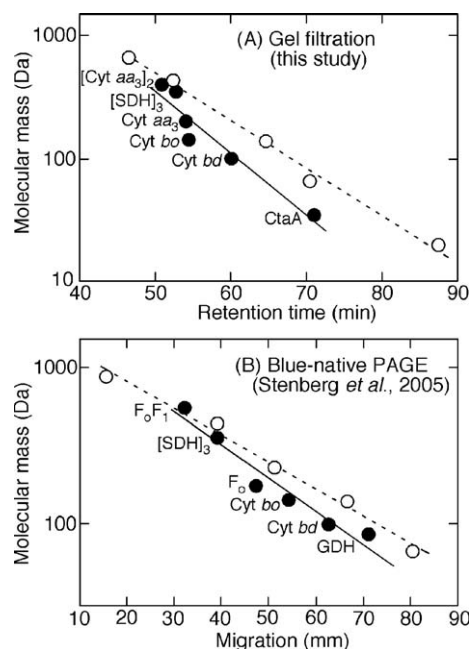 (A) Gel filtration
(this study)
Molecular mass (Da)
1000
100
10
[Cyt aa3]2
[SDH]3
Cyt aa3
Cyt bo
Cyt bd
CtaA
40 50 60 70 80 90
Retention time (min)
(B) Blue-native PAGE
(Stenberg et al., 2005)
Molecular mass (Da)
1000
100
30
FoF1
[SDH]3
Fo
Cyt bo
Cyt bd
GDH
10 20 30 40 50 60 70 80 90
Migration (mm)